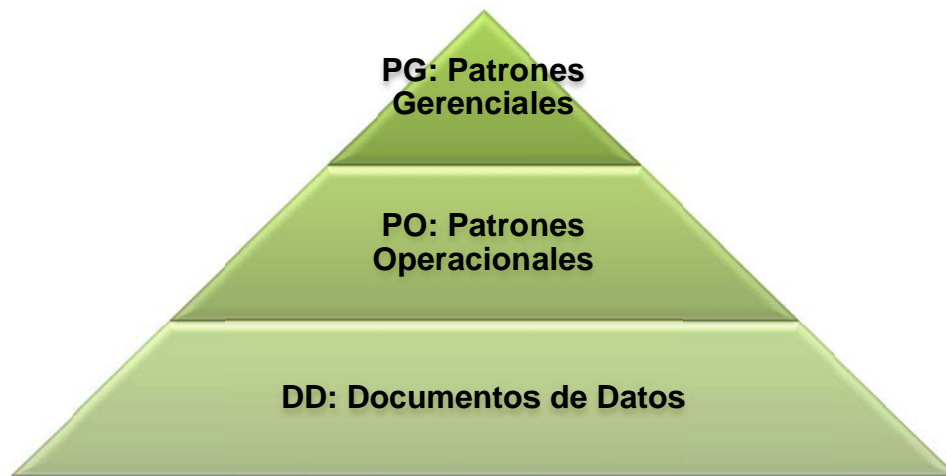 PG: Patrones
Gerenciales
PO: Patrones
Operacionales
DD: Documentos de Datos